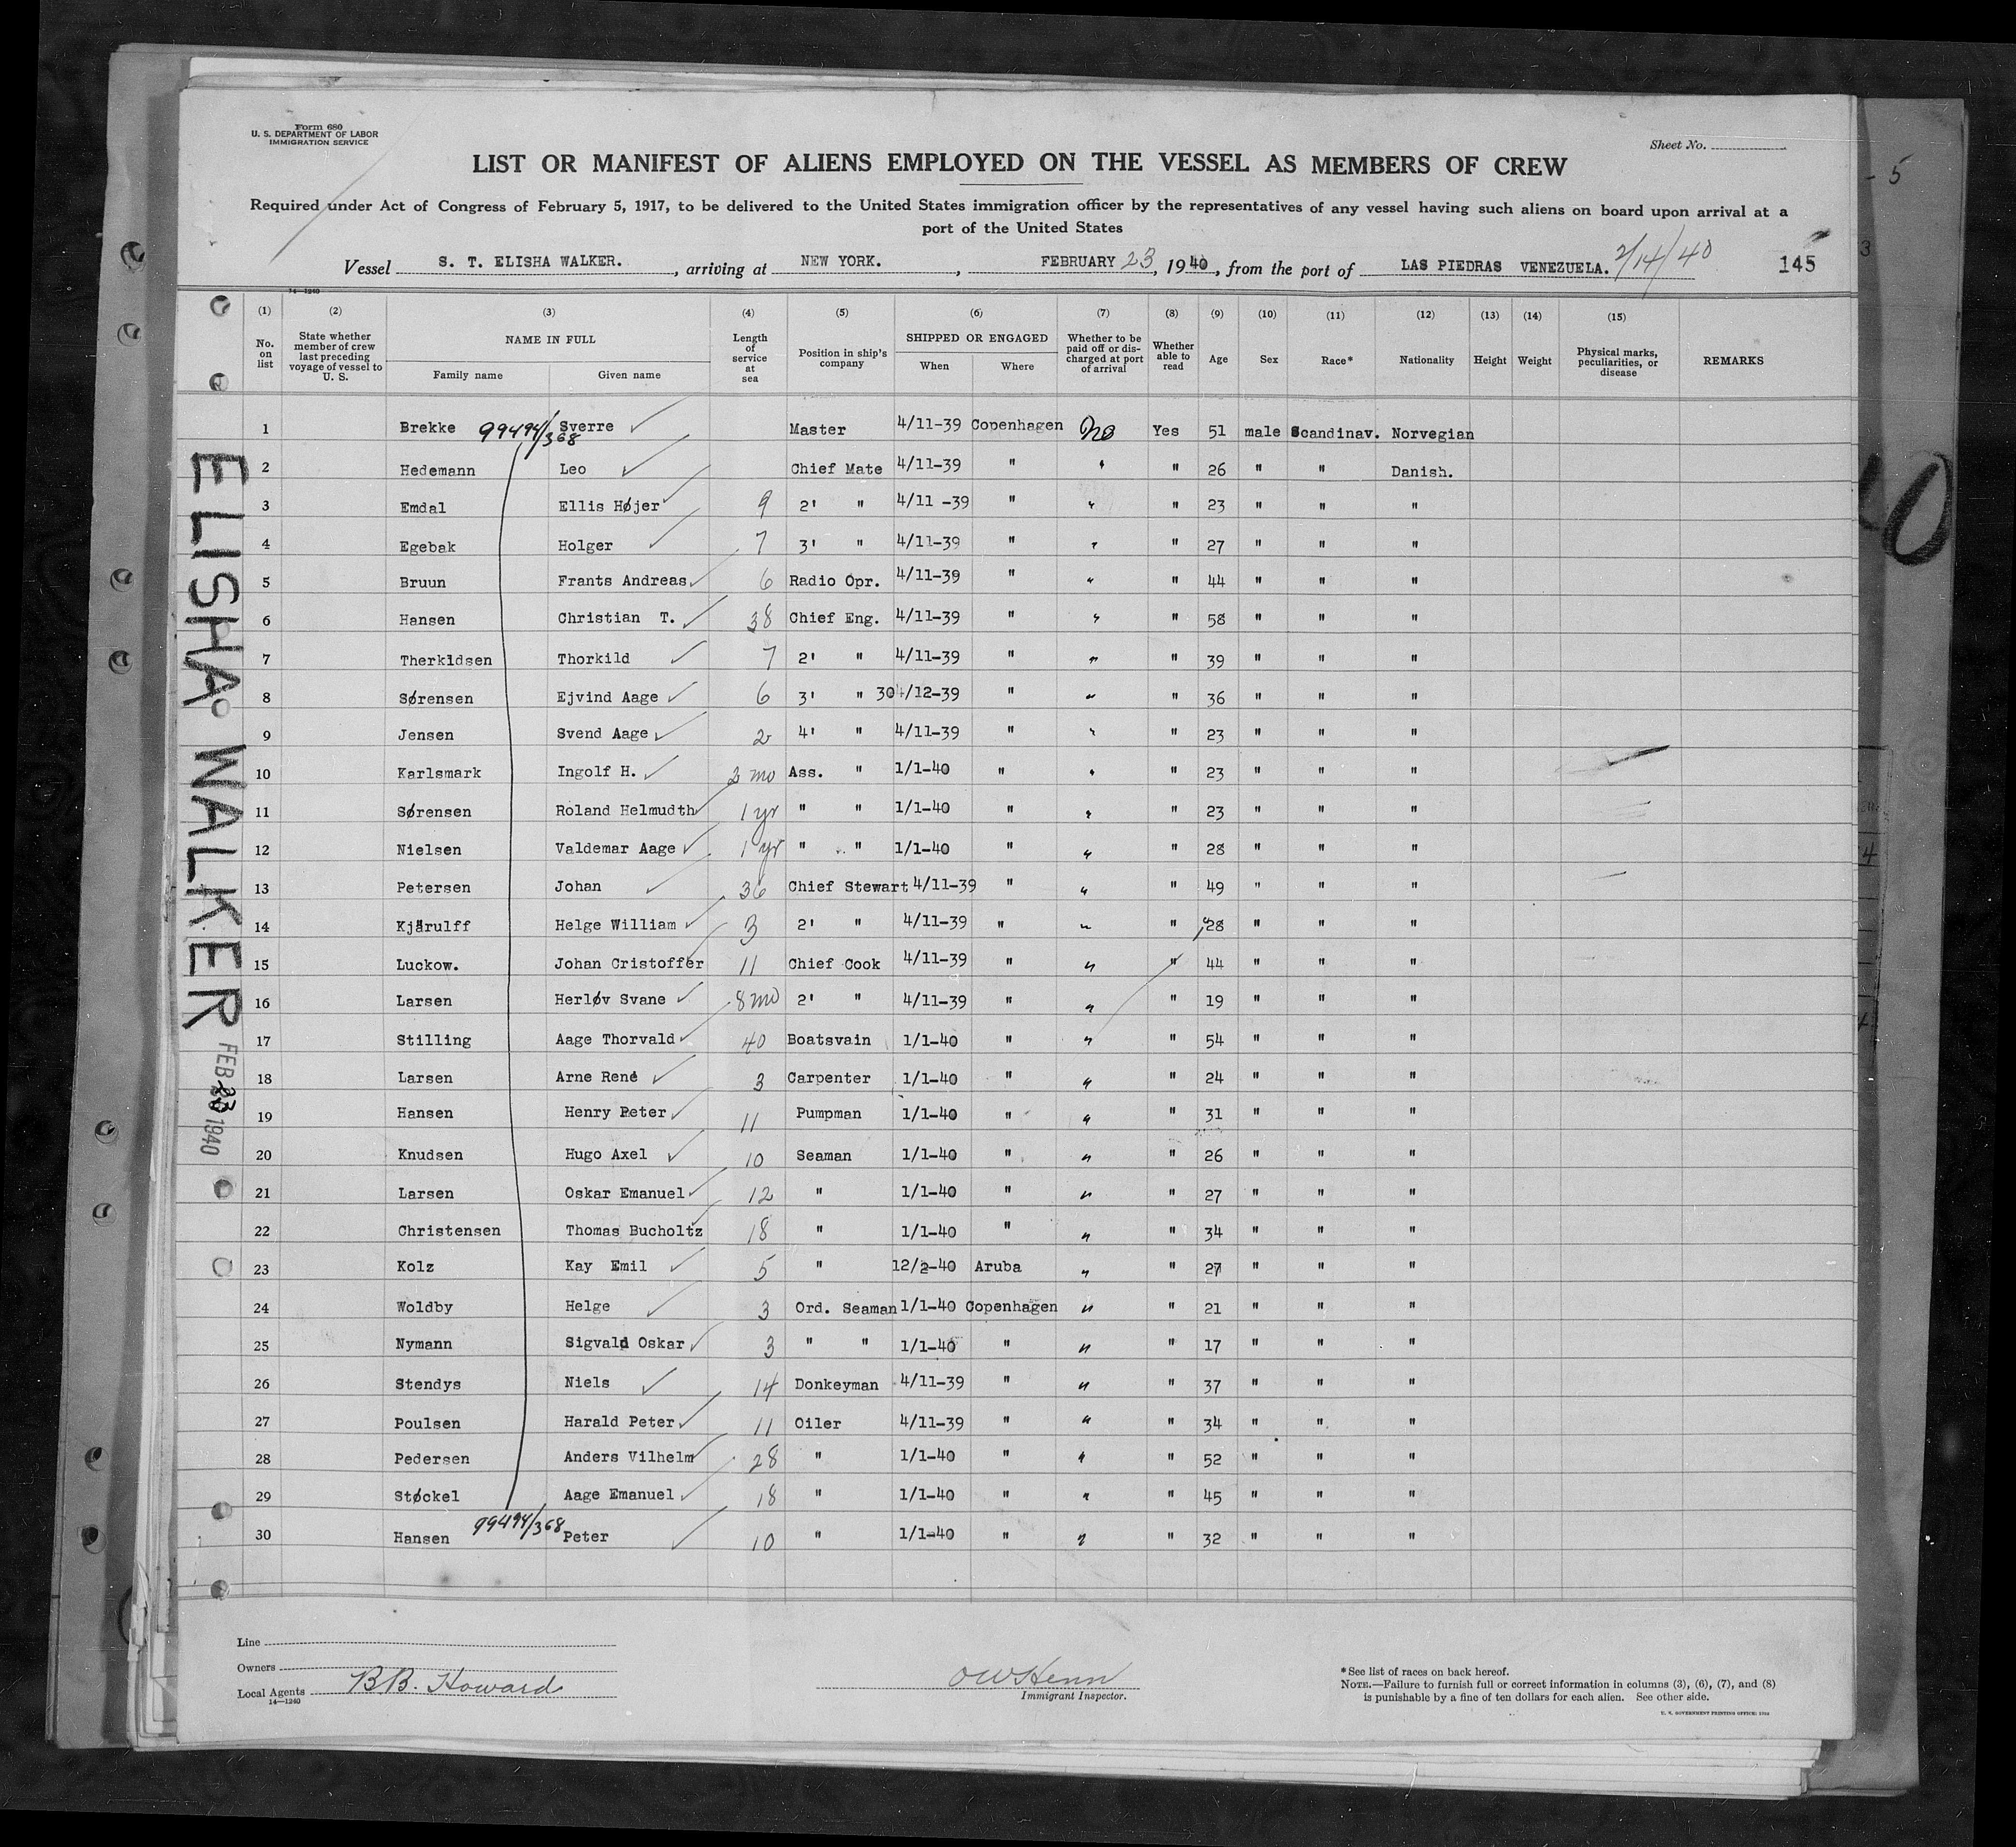 Form 680
U. S. DEPARTMENT OF LABOR
IMMIGRATION SERVICE
Sheet No.
LIST OR MANIFEST OF ALIENS EMPLOYED ON THE VESSEL AS MEMBERS OF CREW
Required under Act of Congress of February 5, 1917, to be delivered to the United States immigration officer by the representatives of any vessel having such aliens on board upon arrival at a
port of the United States
Vessel S. T. ELISHA WALKER. , arriving at NEW YORK. , FEBRUARY 23, 1940, from the port of LAS PIEDRAS VENEZUELA. 2/14/40 145
14—1240
(1) (2) (3) (4) (5) (6) (7) (8) (9) (10) (11) (12) (13) (14) (15)
No. on list State whether member of crew last preceding voyage of vessel to U. S. NAME IN FULL Family name Given name Length of service at sea Position in ship's company SHIPPED OR ENGAGED When Where Whether to be paid off or discharged at port of arrival Whether able to read Age Sex Race* Nationality Height Weight Physical marks, peculiarities, or disease REMARKS
1 Brekke 99494/368 Sverre Master 4/11-39 Copenhagen No Yes 51 male Scandinav. Norwegian
2 Hedemann Leo Chief Mate 4/11-39 " " " 26 " " Danish.
3 Emdal Ellis Højer 9 2' " 4/11 -39 " " " 23 " " "
4 Egebak Holger 7 3' " 4/11-39 " " " 27 " " "
5 Bruun Frants Andreas 6 Radio Opr. 4/11-39 " " " 44 " " "
6 Hansen Christian T. 38 Chief Eng. 4/11-39 " " " 58 " " "
7 Therkldsen Thorkild 7 2' " 4/11-39 " " " 39 " " "
8 Sørensen Ejvind Aage 6 3' " 304/12-39 " " " 36 " " "
9 Jensen Svend Aage 2 4' " 4/11-39 " " " 23 " " "
10 Karlsmark Ingolf H. 2 mo Ass. " 1/1-40 " " " 23 " " "
11 Sørensen Roland Helmudth 1 yr " " 1/1-40 " " " 23 " " "
12 Nielsen Valdemar Aage 1 yr " " 1/1-40 " " " 28 " " "
13 Petersen Johan 36 Chief Stewart 4/11-39 " " " 49 " " "
14 Kjärulff Helge William 3 2' " 4/11-39 " " " 28 " " "
15 Luckow. Johan Cristoffer 11 Chief Cook 4/11-39 " " " 44 " " "
16 Larsen Herløv Svane 8 mo 2' " 4/11-39 " " " 19 " " "
17 Stilling Aage Thorvald 40 Boatsvain 1/1-40 " " " 54 " " "
18 Larsen Arne René 3 Carpenter 1/1-40 " " " 24 " " "
19 Hansen Henry Peter 11 Pumpman 1/1-40 " " " 31 " " "
20 Knudsen Hugo Axel 10 Seaman 1/1-40 " " " 26 " " "
21 Larsen Oskar Emanuel 12 " 1/1-40 " " " 27 " " "
22 Christensen Thomas Bucholtz 18 " 1/1-40 " " " 34 " " "
23 Kolz Kay Emil 5 " 12/2-40 Aruba " " 27 " " "
24 Woldby Helge 3 Ord. Seaman 1/1-40 Copenhagen " " 21 " " "
25 Nymann Sigvald Oskar 3 " " 1/1-40 " " " 17 " " "
26 Stendys Niels 14 Donkeyman 4/11-39 " " " 37 " " "
27 Poulsen Harald Peter 11 Oiler 4/11-39 " " " 34 " " "
28 Pedersen Anders Vilhelm 28 " 1/1-40 " " " 52 " " "
29 Støckel Aage Emanuel 18 " 1/1-40 " " " 45 " " "
30 Hansen 99494/368 Peter 10 " 1/1-40 " " " 32 " " "
ELISHA WALKER
FEB 23 1940
Line
Owners
Local Agents B.B. Howard
14—1240
OWHenn
Immigrant Inspector.
*See list of races on back hereof.
NOTE.—Failure to furnish full or correct information in columns (3), (6), (7), and (8)
is punishable by a fine of ten dollars for each alien. See other side.
U. S. GOVERNMENT PRINTING OFFICE